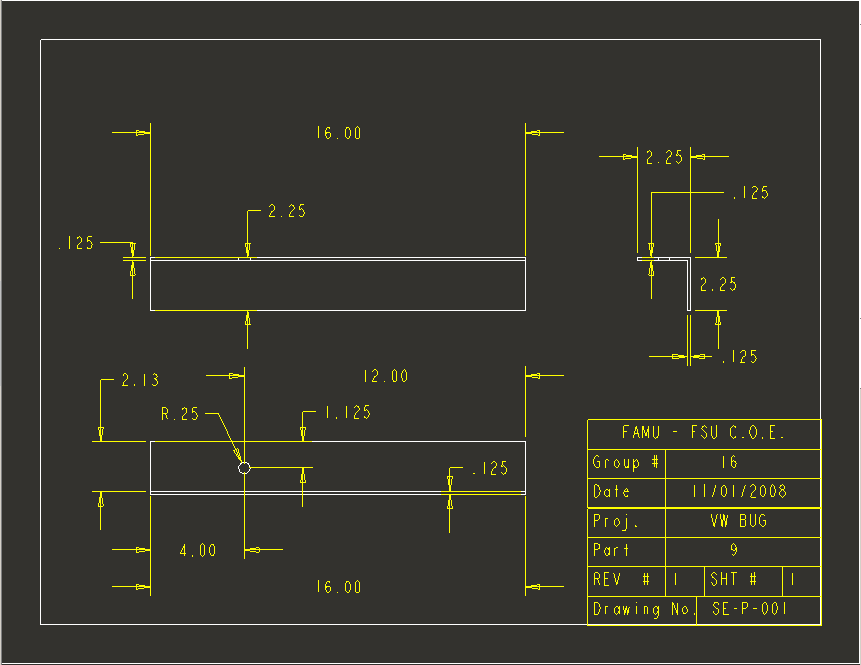 16.00
2.25
.125
2.25
.125
2.25
.125
2.13
12.00
R.25
1.125
.125
4.00
16.00
FAMU - FSU C.O.E.
Group # 16
Date 11/01/2008
Proj. VW BUG
Part 9
REV # 1 SHT # 1
Drawing No. SE-P-001